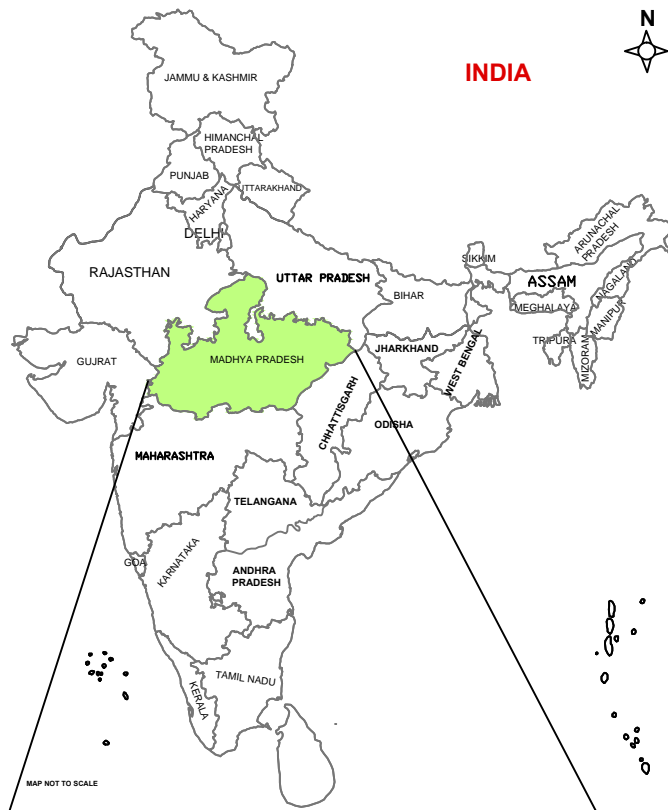 N
INDIA
JAMMU & KASHMIR
HIMANCHAL
PRADESH
PUNJAB
UTTARAKHAND
HARYANA
DELHI
RAJASTHAN
UTTAR PRADESH
BIHAR
SIKKIM
ARUNACHAL
PRADESH
ASSAM
NAGALAND
MEGHALAYA
MANIPUR
TRIPURA
MIZORAM
GUJRAT
MADHYA PRADESH
JHARKHAND
WEST BENGAL
CHHATTISGARH
ODISHA
MAHARASHTRA
TELANGANA
GOA
KARNATAKA
ANDHRA
PRADESH
TAMIL NADU
KERALA
MAP NOT TO SCALE